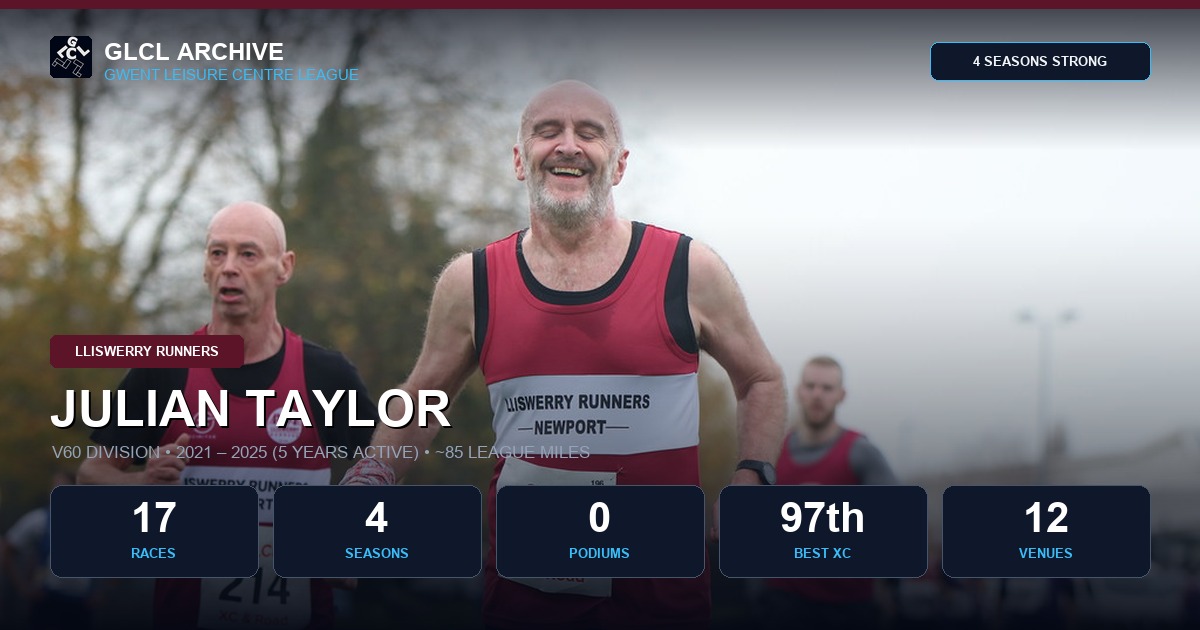 GLCL ARCHIVE
GWENT LEISURE CENTRE LEAGUE
4 SEASONS STRONG
LLISWERRY RUNNERS
JULIAN TAYLOR
V60 DIVISION • 2021 – 2025 (5 YEARS ACTIVE) • ~85 LEAGUE MILES
LLISWERRY RUNNERS
NEWPORT
196
17
RACES
4
SEASONS
0
PODIUMS
97th
BEST XC
12
VENUES
214